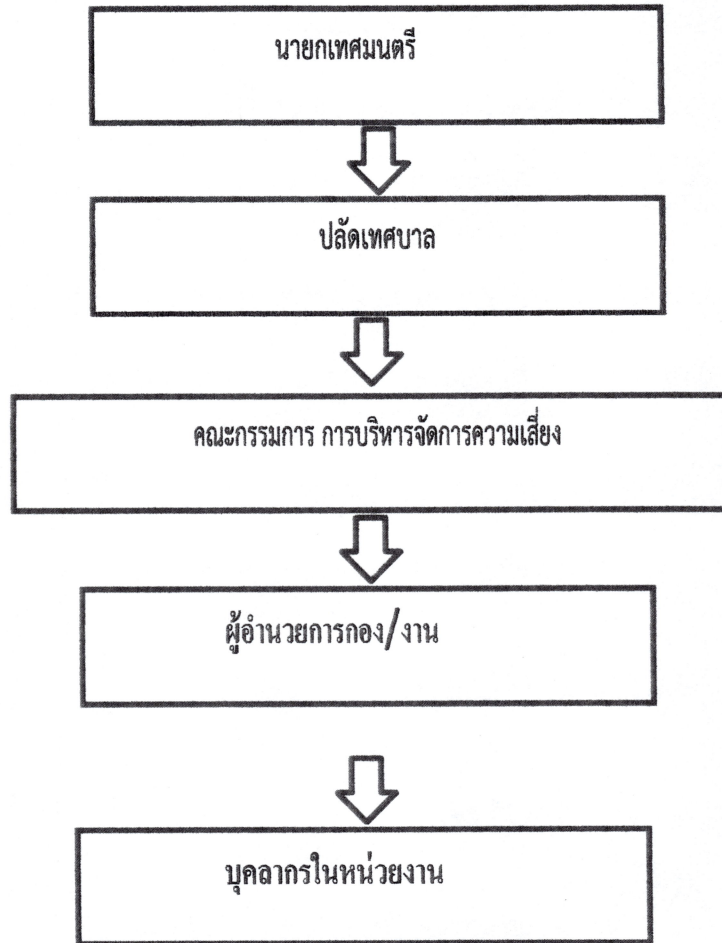 นายกเทศมนตรี
ปลัดเทศบาล
คณะกรรมการ การบริหารจัดการความเสี่ยง
ผู้อำนวยการกอง/งาน
บุคลากรในหน่วยงาน